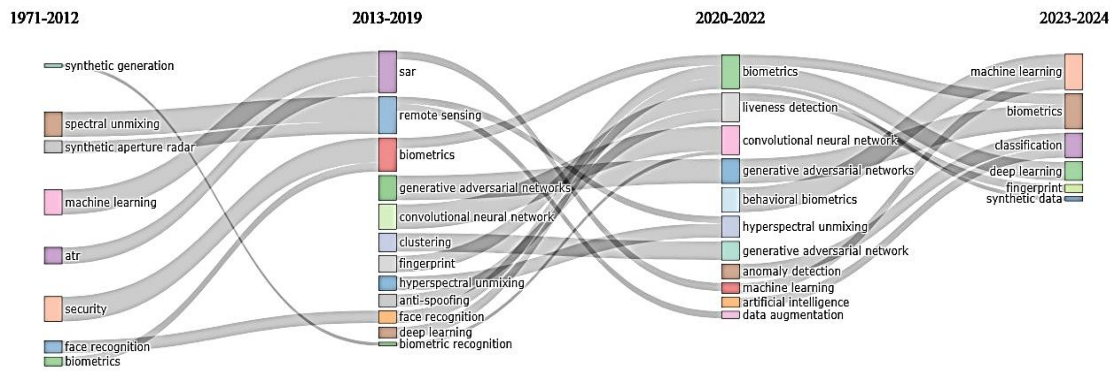 1971-2012
2013-2019
2020-2022
2023-2024
synthetic generation
spectral unmixing
synthetic aperture radar
machine learning
atr
security
face recognition
biometrics
sar
remote sensing
biometrics
generative adversarial networks
convolutional neural network
clustering
fingerprint
hyperspectral unmixing
anti-spoofing
face recognition
deep learning
biometric recognition
biometrics
liveness detection
convolutional neural network
generative adversarial networks
behavioral biometrics
hyperspectral unmixing
generative adversarial network
anomaly detection
machine learning
artificial intelligence
data augmentation
machine learning
biometrics
classification
deep learning
fingerprint
synthetic data